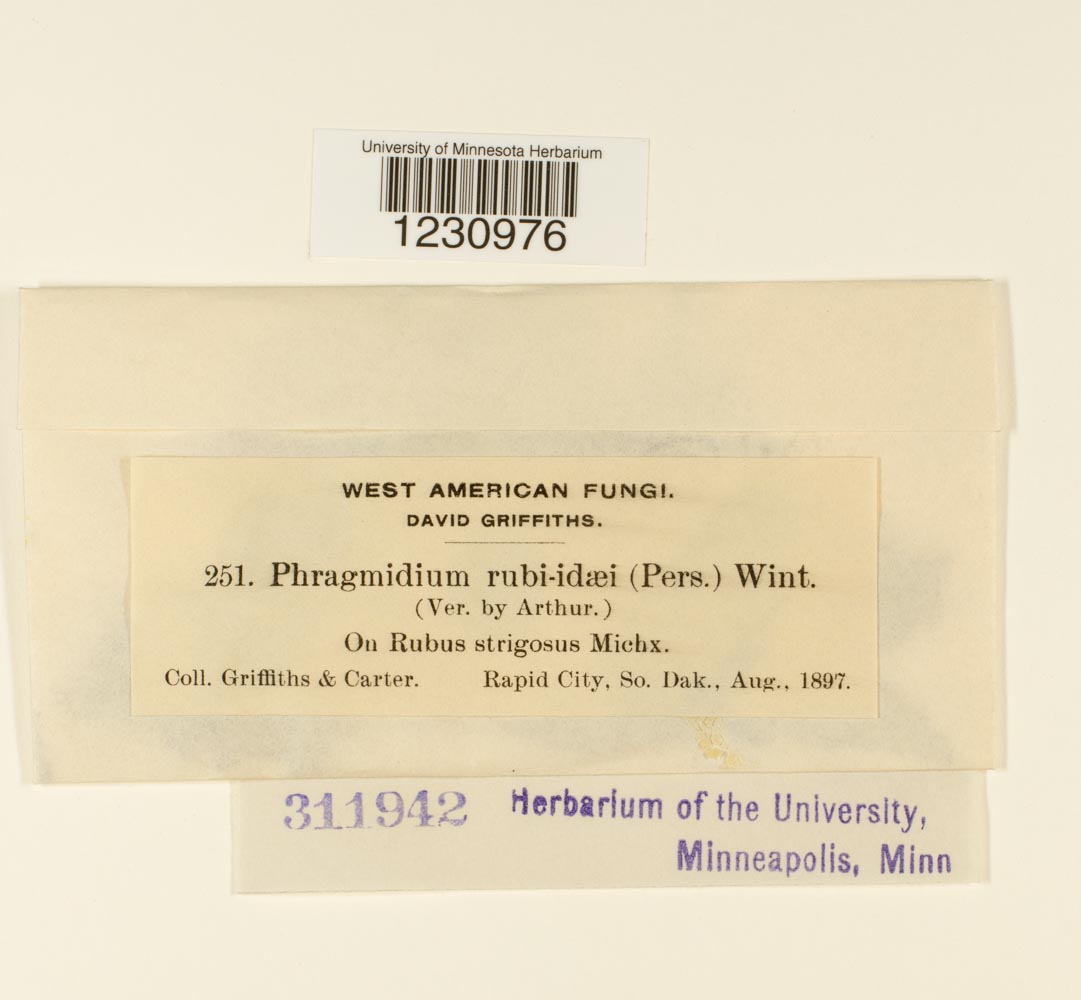 University of Minnesota Herbarium
1230976
WEST AMERICAN FUNGI.
DAVID GRIFFITHS.
251. Phragmidium rubi-idæi (Pers.) Wint.
(Ver. by Arthur.)
On Rubus strigosus Michx.
Coll. Griffiths & Carter. Rapid City, So. Dak., Aug., 1897.
311942 Herbarium of the University,
Minneapolis, Minn